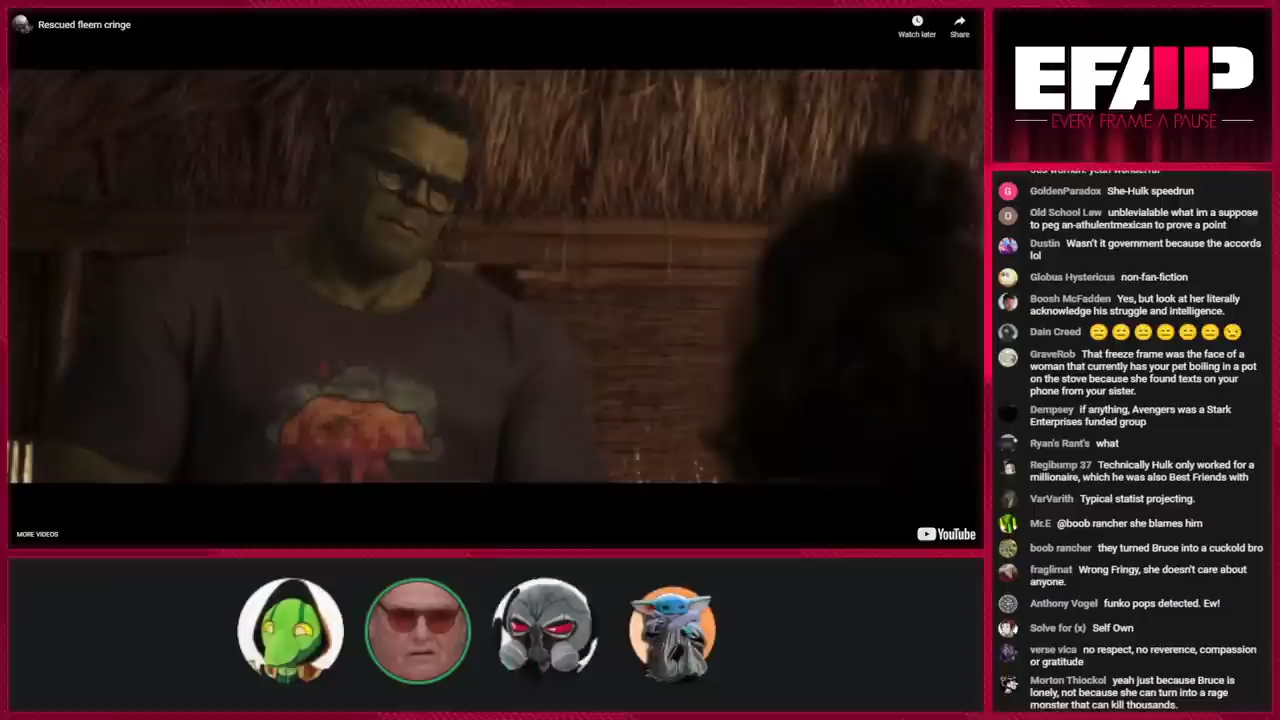 Rescued fleem cringe
Watch later
Share
EFAP
EVERY FRAME A PAUSE
GoldenParadox She-Hulk speedrun
Old School Lew unblevialable what im a suppose
to peg an-athulentmexican to prove a point
Dustin Wasn't it government because the accords
lol
Globus Hystericus non-fan-fiction
Boosh McFadden Yes, but look at her literally
acknowledge his struggle and intelligence.
Dain Creed 😑😑😑😑😑😑😒
GraveRob That freeze frame was the face of a
woman that currently has your pet boiling in a pot
on the stove because she found texts on your
phone from your sister.
Dempsey if anything, Avengers was a Stark
Enterprises funded group
Ryan's Rant's what
Regibump 37 Technically Hulk only worked for a
millionaire, which he was also Best Friends with
VarVarith Typical statist projecting.
Mr.E @boob rancher she blames him
boob rancher they turned Bruce into a cuckold bro
fraglimat Wrong Fringy, she doesn't care about
anyone.
Anthony Vogel funko pops detected. Ew!
Solve for (x) Self Own
verse vica no respect, no reverence, compassion
or gratitude
Morton Thiockol yeah just because Bruce is
lonely, not because she can turn into a rage
monster that can kill thousands.
MORE VIDEOS
YouTube